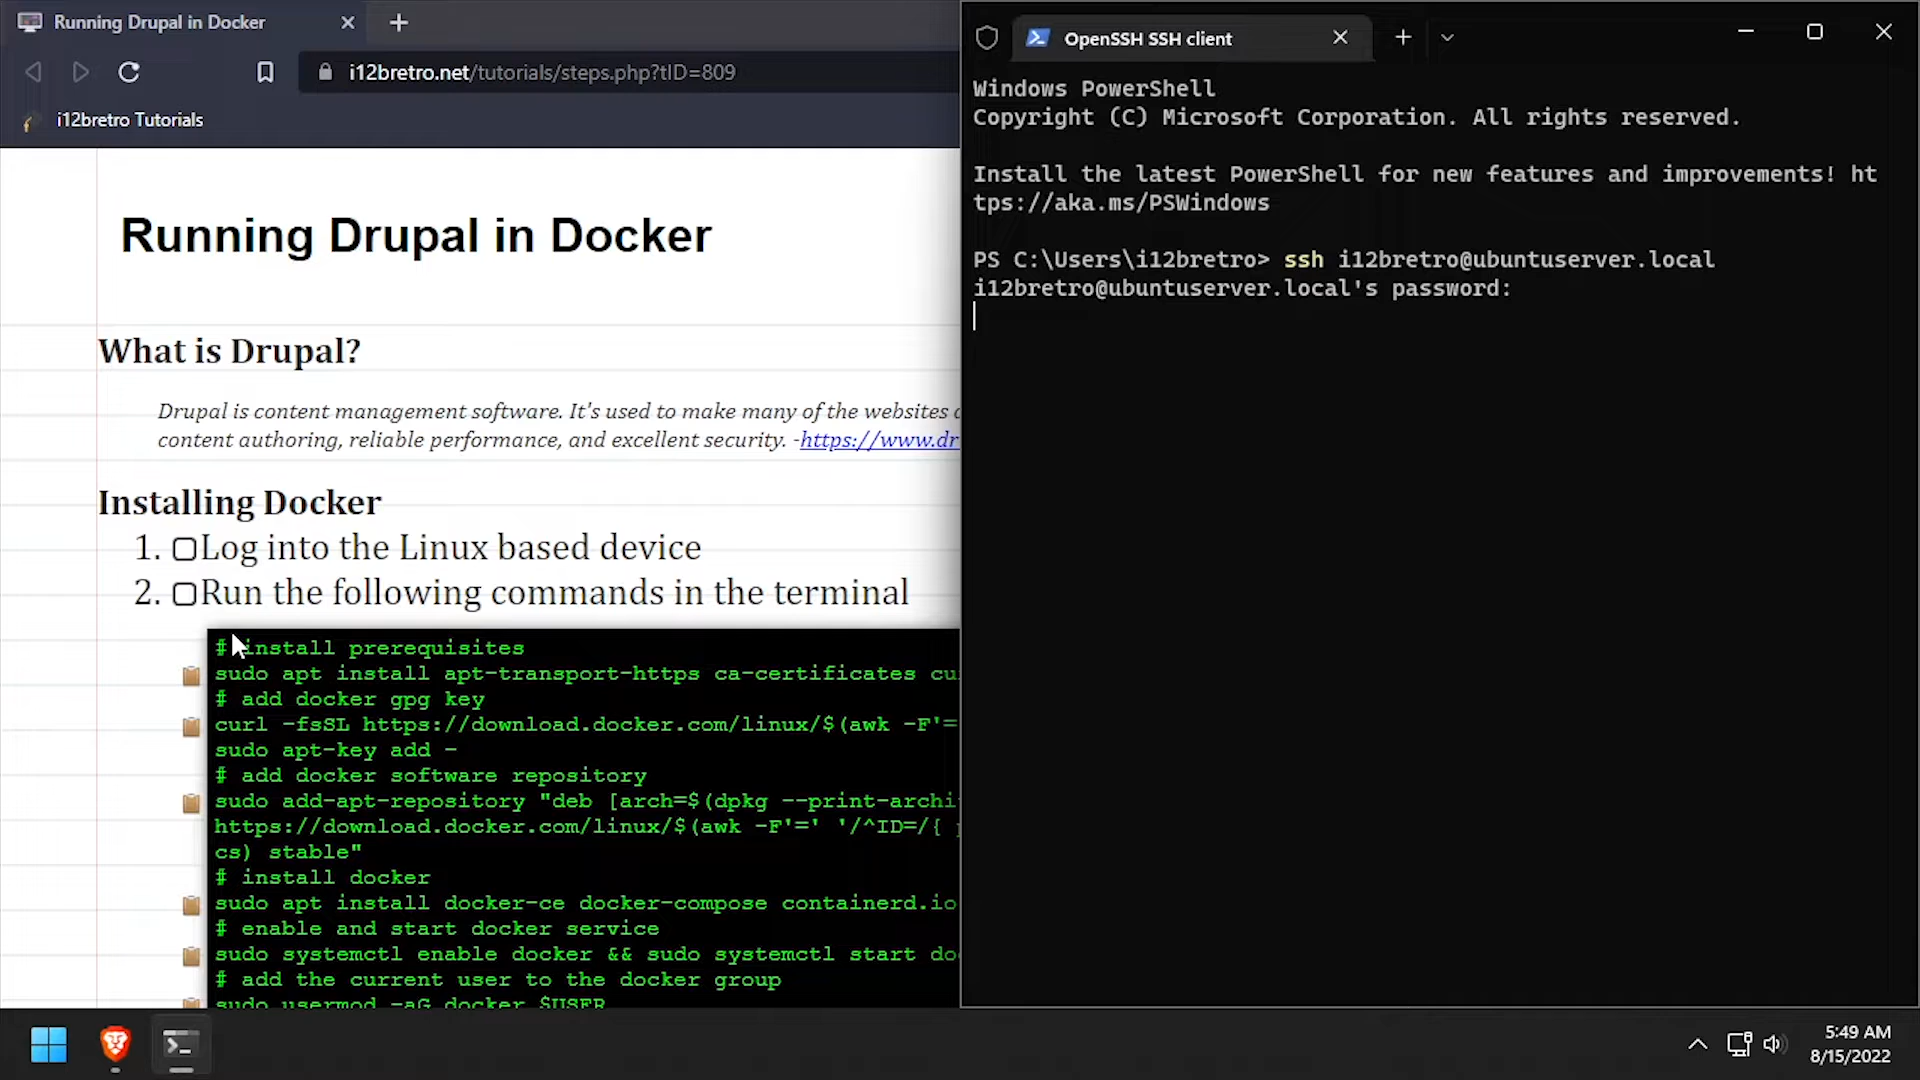 Running Drupal in Docker
i12bretro.net/tutorials/steps.php?tID=809
i12bretro Tutorials
Running Drupal in Docker
What is Drupal?
Drupal is content management software. It's used to make many of the websites
content authoring, reliable performance, and excellent security. -https://www.dr
Installing Docker
1. Log into the Linux based device
2. Run the following commands in the terminal
# install prerequisites
sudo apt install apt-transport-https ca-certificates cu
# add docker gpg key
curl -fsSL https://download.docker.com/linux/$(awk -F'=
sudo apt-key add -
# add docker software repository
sudo add-apt-repository "deb [arch=$(dpkg --print-archi
https://download.docker.com/linux/$(awk -F'=' '/^ID=/{
cs) stable"
# install docker
sudo apt install docker-ce docker-compose containerd.io
# enable and start docker service
sudo systemctl enable docker && sudo systemctl start do
# add the current user to the docker group
sudo usermod -aG docker $USER
OpenSSH SSH client
Windows PowerShell
Copyright (C) Microsoft Corporation. All rights reserved.
Install the latest PowerShell for new features and improvements! ht
tps://aka.ms/PSWindows
PS C:\Users\i12bretro> ssh i12bretro@ubuntuserver.local
i12bretro@ubuntuserver.local's password:
5:49 AM
8/15/2022